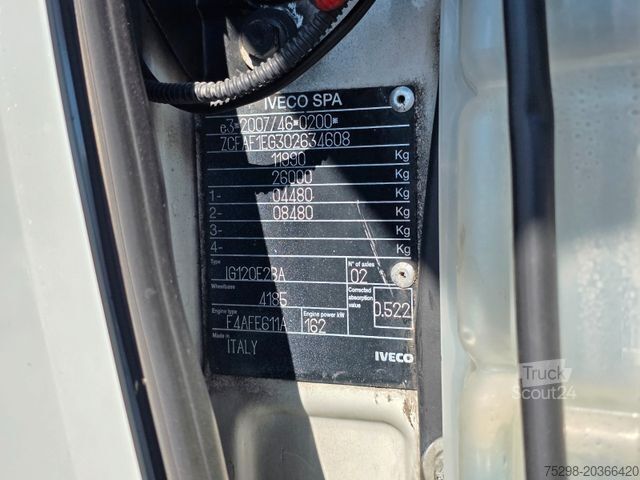 IVECO SPA
e3*2007/46*0200*
ZCFAF1EG302634608
11990 Kg
26000 Kg
1- 04480 Kg
2- 08480 Kg
3- Kg
4- Kg
Type IG120E2BA N° of axles 02
Wheelbase 4185 Corrected absorption value 0.522
Engine type F4AFE611A Engine power kW 162
Made in ITALY
IVECO
Truck
Scout24
75298-20366420